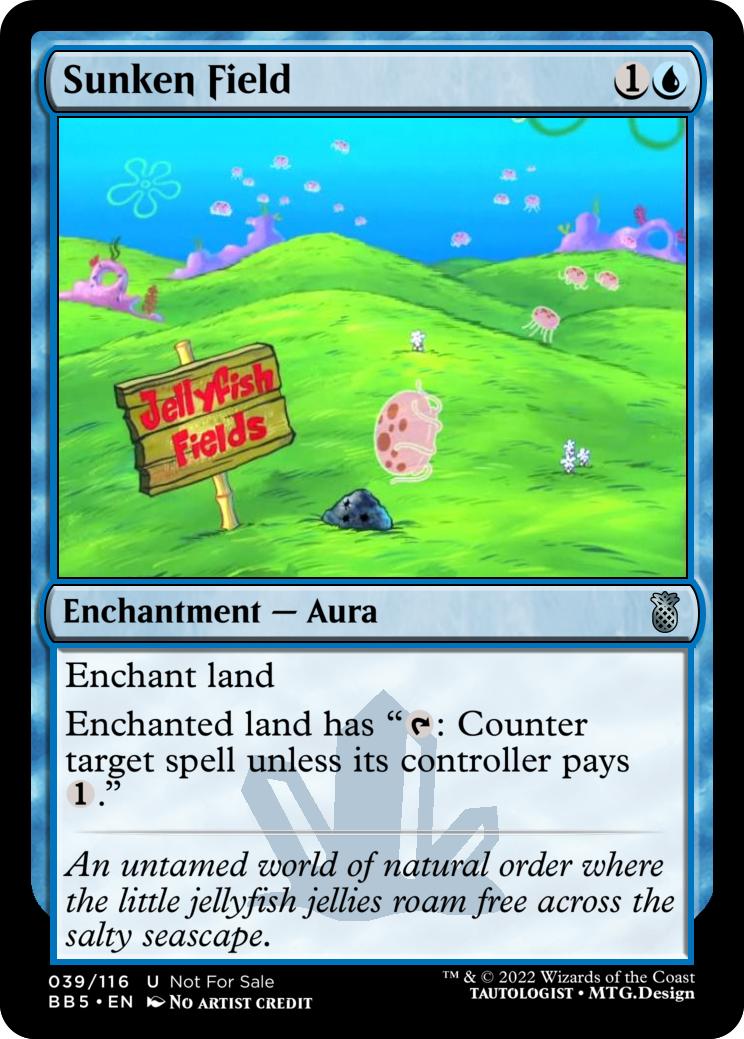 Sunken Field 1
Jellyfish
Fields
Enchantment — Aura
Enchant land
Enchanted land has “: Counter
target spell unless its controller pays
1.”
An untamed world of natural order where
the little jellyfish jellies roam free across the
salty seascape.
039/116 U Not For Sale
BB5 • EN No artist credit
™ & © 2022 Wizards of the Coast
TAUTOLOGIST • MTG.Design